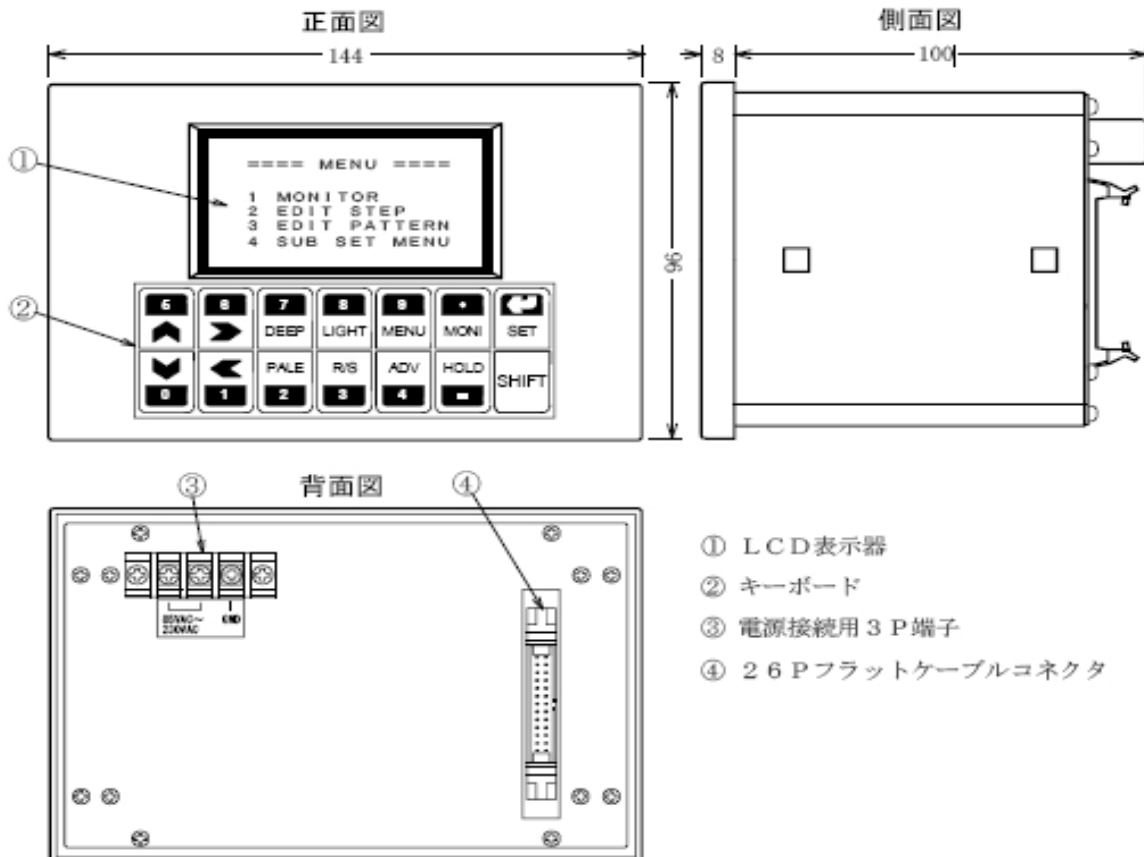 正面図
側面図
144
8
100
①
==== MENU ====
1 MONITOR
2 EDIT STEP
3 EDIT PATTERN
4 SUB SET MENU
96
②
5 6 7 8 9
DEEP LIGHT MENU MONI SET
PALE R/S ADV HOLD SHIFT
0 1 2 3 4 -
③
背面図
④
85VAC～ GND
230VAC
① ＬＣＤ表示器
② キーボード
③ 電源接続用３Ｐ端子
④ ２６Ｐフラットケーブルコネクタ